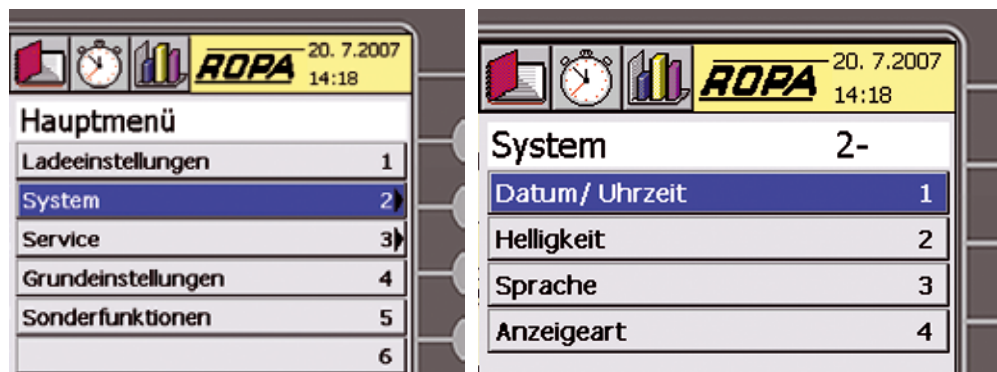 ROPA 20. 7.2007
14:18
Hauptmenü
Ladeeinstellungen 1
System 2
Service 3
Grundeinstellungen 4
Sonderfunktionen 5
6
ROPA 20. 7.2007
14:18
System 2-
Datum/ Uhrzeit 1
Helligkeit 2
Sprache 3
Anzeigeart 4